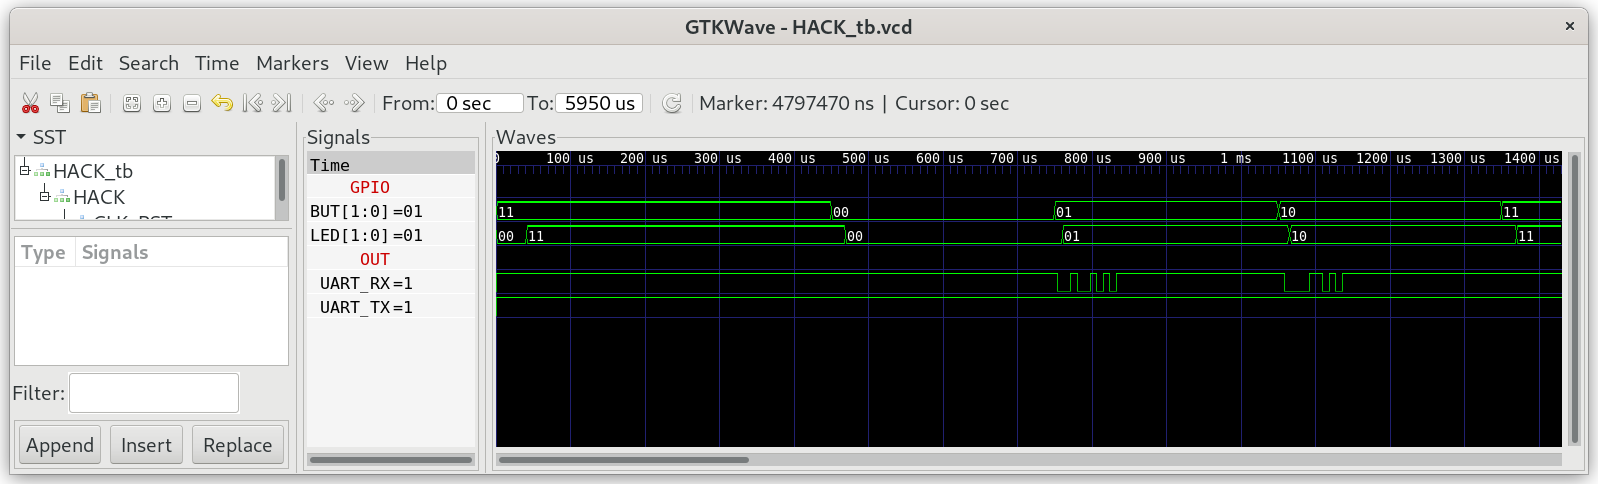 GTKWave - HACK_tb.vcd ×
File Edit Search Time Markers View Help
From: 0 sec To: 5950 us Marker: 4797470 ns | Cursor: 0 sec
SST
HACK_tb
HACK
Type Signals
Filter:
Append Insert Replace
Signals
Time
GPIO
BUT[1:0]=01
LED[1:0]=01
OUT
UART_RX=1
UART_TX=1
Waves
0 100 us 200 us 300 us 400 us 500 us 600 us 700 us 800 us 900 us 1 ms 1100 us 1200 us 1300 us 1400 us
11 00 01 10 11
00 11 00 01 10 11